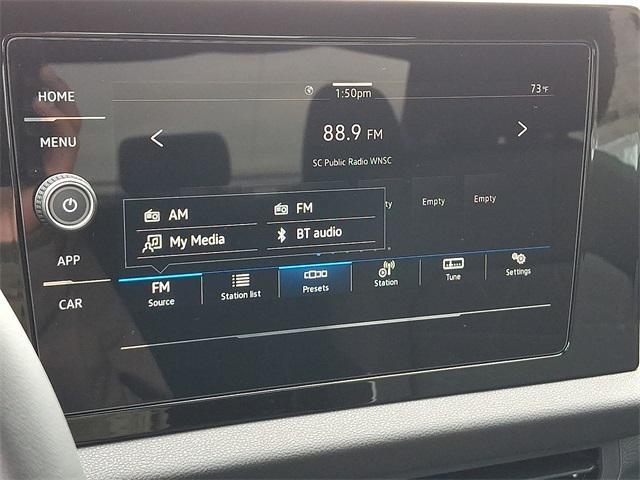 HOME
MENU
APP
CAR
1:50pm
73°F
88.9 FM
SC Public Radio WNSC
AM
FM
My Media
BT audio
Empty
Empty
FM
Source
Station list
Presets
Station
Tune
Settings